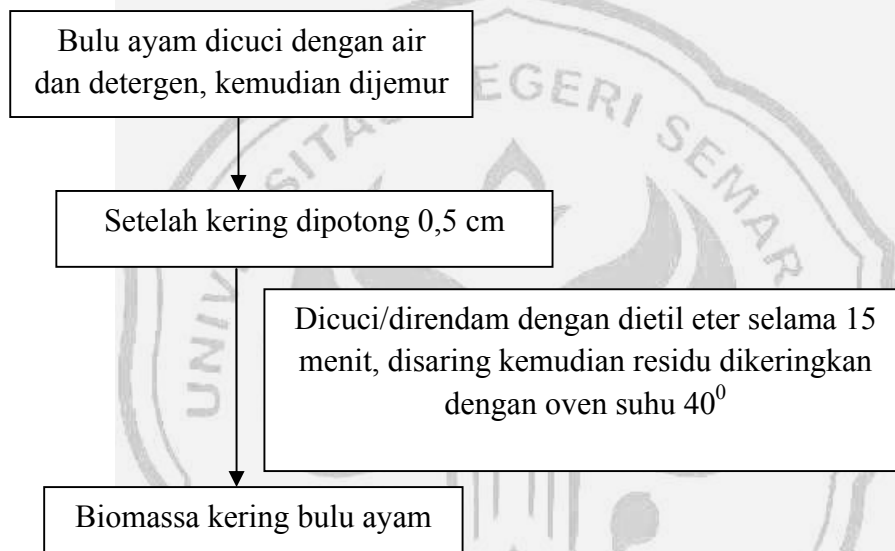 Bulu ayam dicuci dengan air
dan detergen, kemudian dijemur
Setelah kering dipotong 0,5 cm
Dicuci/direndam dengan dietil eter selama 15
menit, disaring kemudian residu dikeringkan
dengan oven suhu 40⁰
Biomassa kering bulu ayam